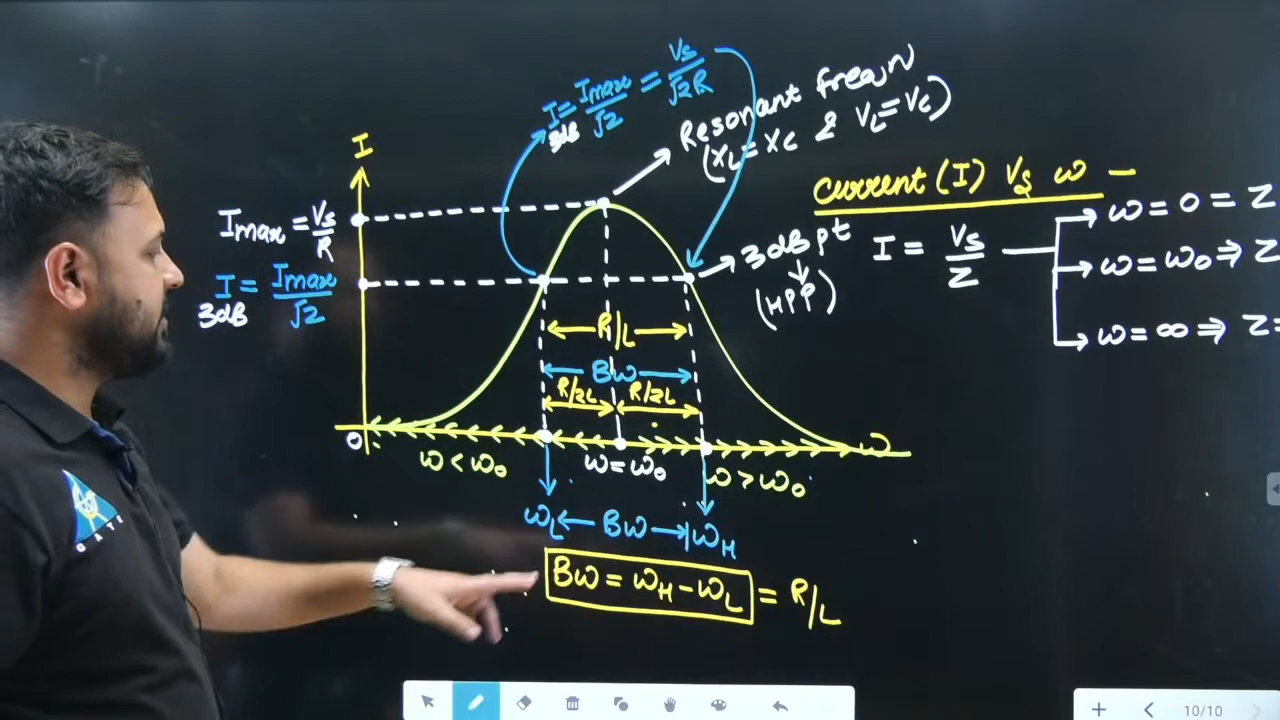 I = Imax/√2 = Vs/√2R
3dB
Resonant freqn
(XL = XC & VL = VC)
I
Current (I) Vs ω –
Imax = Vs/R
I = Imax/√2
3dB
3dB pt
(HPP)
I = Vs/Z
ω = 0 = Z
ω = ω0 ⇒ Z
ω = ∞ ⇒ Z =
R/L
BW
R/2L R/2L
0
ω
ω < ω0
ω = ω0
ω > ω0
ωL ← BW → ωH
BW = ωH – ωL = R/L
GATE
10/10